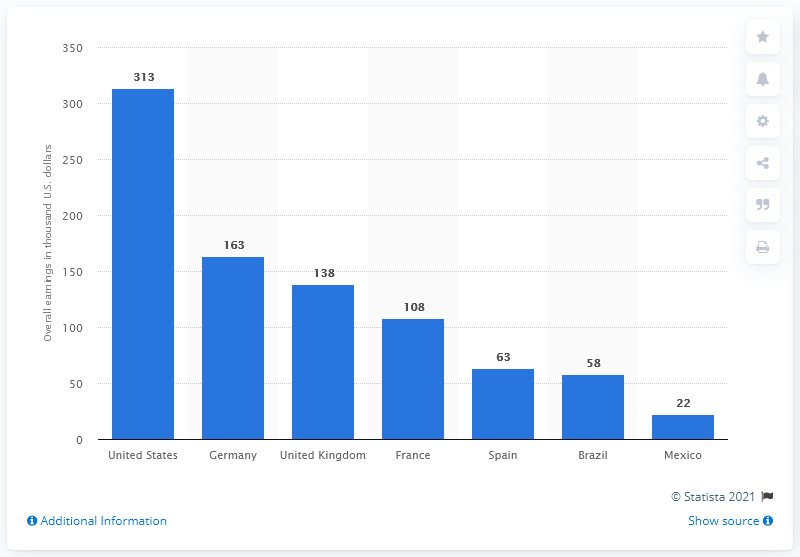 350
300
250
200
150
100
50
0
Overall earnings in thousand U.S. dollars
313
163
138
108
63
58
22
United States
Germany
United Kingdom
France
Spain
Brazil
Mexico
© Statista 2021
Additional Information
Show source